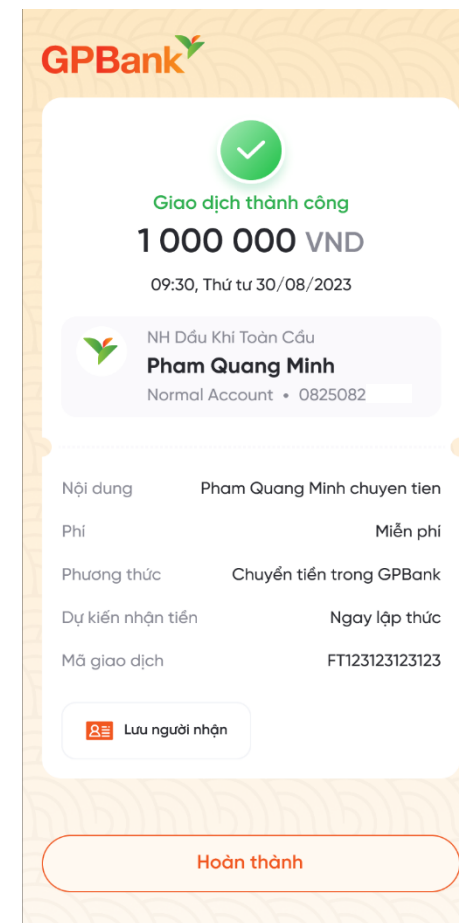 GPBank
Giao dịch thành công
1 000 000 VND
09:30, Thứ tư 30/08/2023
NH Dầu Khí Toàn Cầu
Pham Quang Minh
Normal Account • 0825082
Nội dung Pham Quang Minh chuyen tien
Phí Miễn phí
Phương thức Chuyển tiền trong GPBank
Dự kiến nhận tiền Ngay lập thức
Mã giao dịch FT123123123123
Lưu người nhận
Hoàn thành